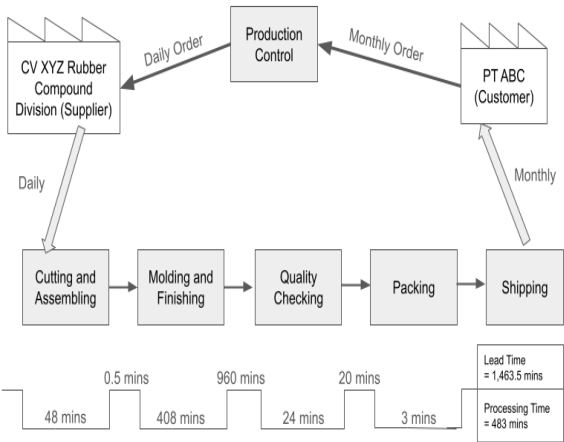 Production
Control
CV XYZ Rubber
Compound
Division (Supplier)
PT ABC
(Customer)
Daily Order
Monthly Order
Daily
Monthly
Cutting and
Assembling
Molding and
Finishing
Quality
Checking
Packing
Shipping
0.5 mins
960 mins
20 mins
48 mins
408 mins
24 mins
3 mins
Lead Time
= 1,463.5 mins
Processing Time
= 483 mins